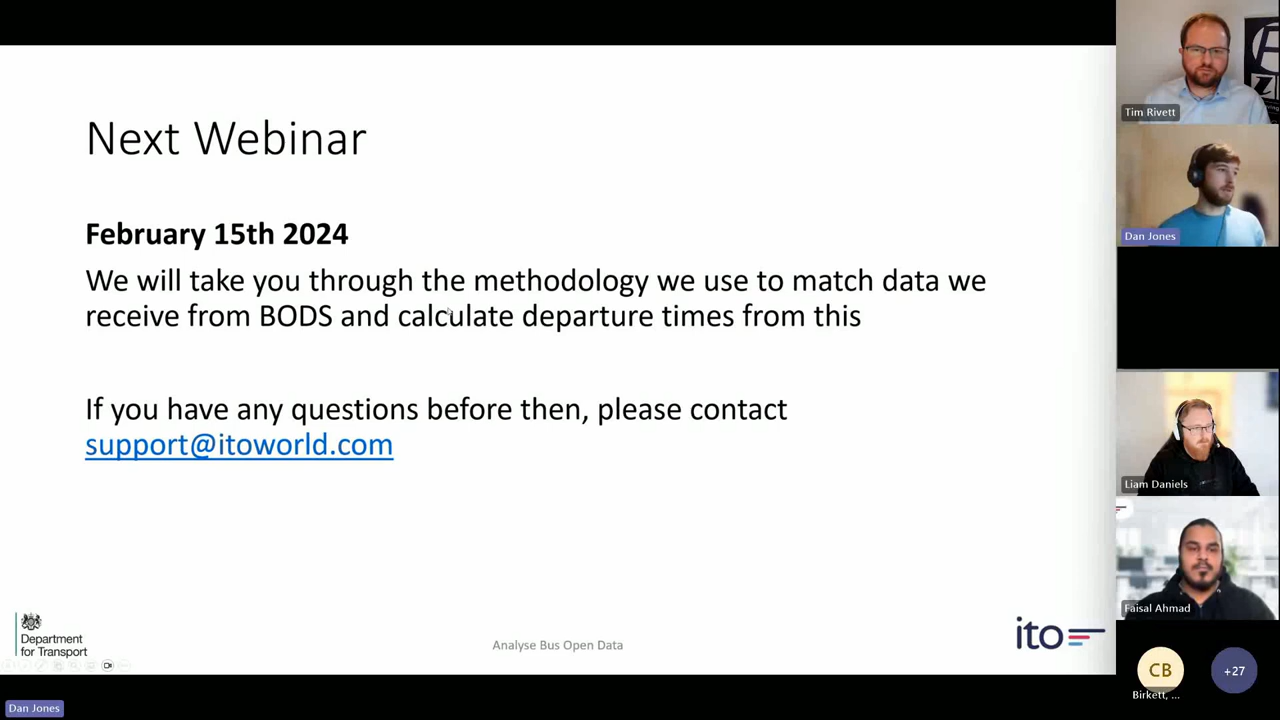 Next Webinar
February 15th 2024
We will take you through the methodology we use to match data we
receive from BODS and calculate departure times from this
If you have any questions before then, please contact
support@itoworld.com
Department
for Transport
Analyse Bus Open Data
ito
Dan Jones
Tim Rivett
Dan Jones
Liam Daniels
Faisal Ahmad
CB
Birkett, ...
+27